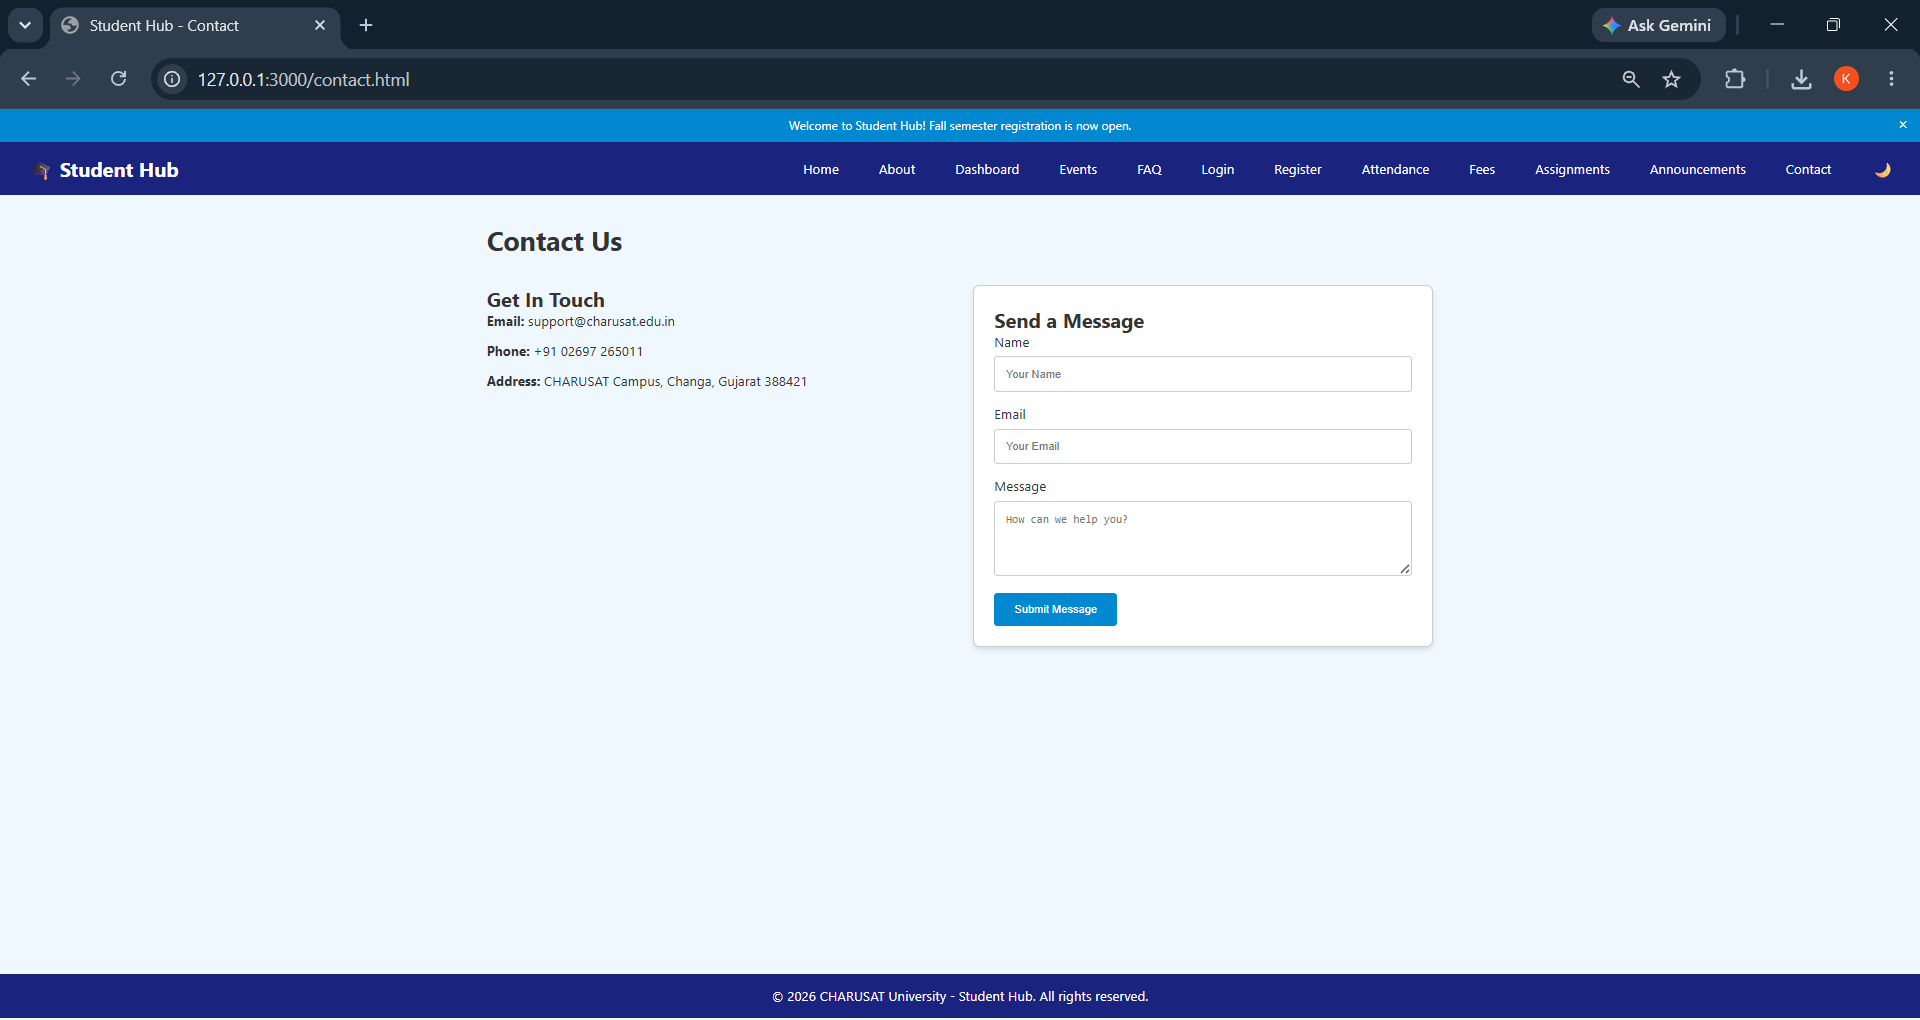 Student Hub - Contact
Ask Gemini
127.0.0.1:3000/contact.html
K
Welcome to Student Hub! Fall semester registration is now open.
×
Student Hub
Home About Dashboard Events FAQ Login Register Attendance Fees Assignments Announcements Contact
Contact Us
Get In Touch
Email: support@charusat.edu.in
Phone: +91 02697 265011
Address: CHARUSAT Campus, Changa, Gujarat 388421
Send a Message
Name
Your Name
Email
Your Email
Message
How can we help you?
Submit Message
© 2026 CHARUSAT University - Student Hub. All rights reserved.